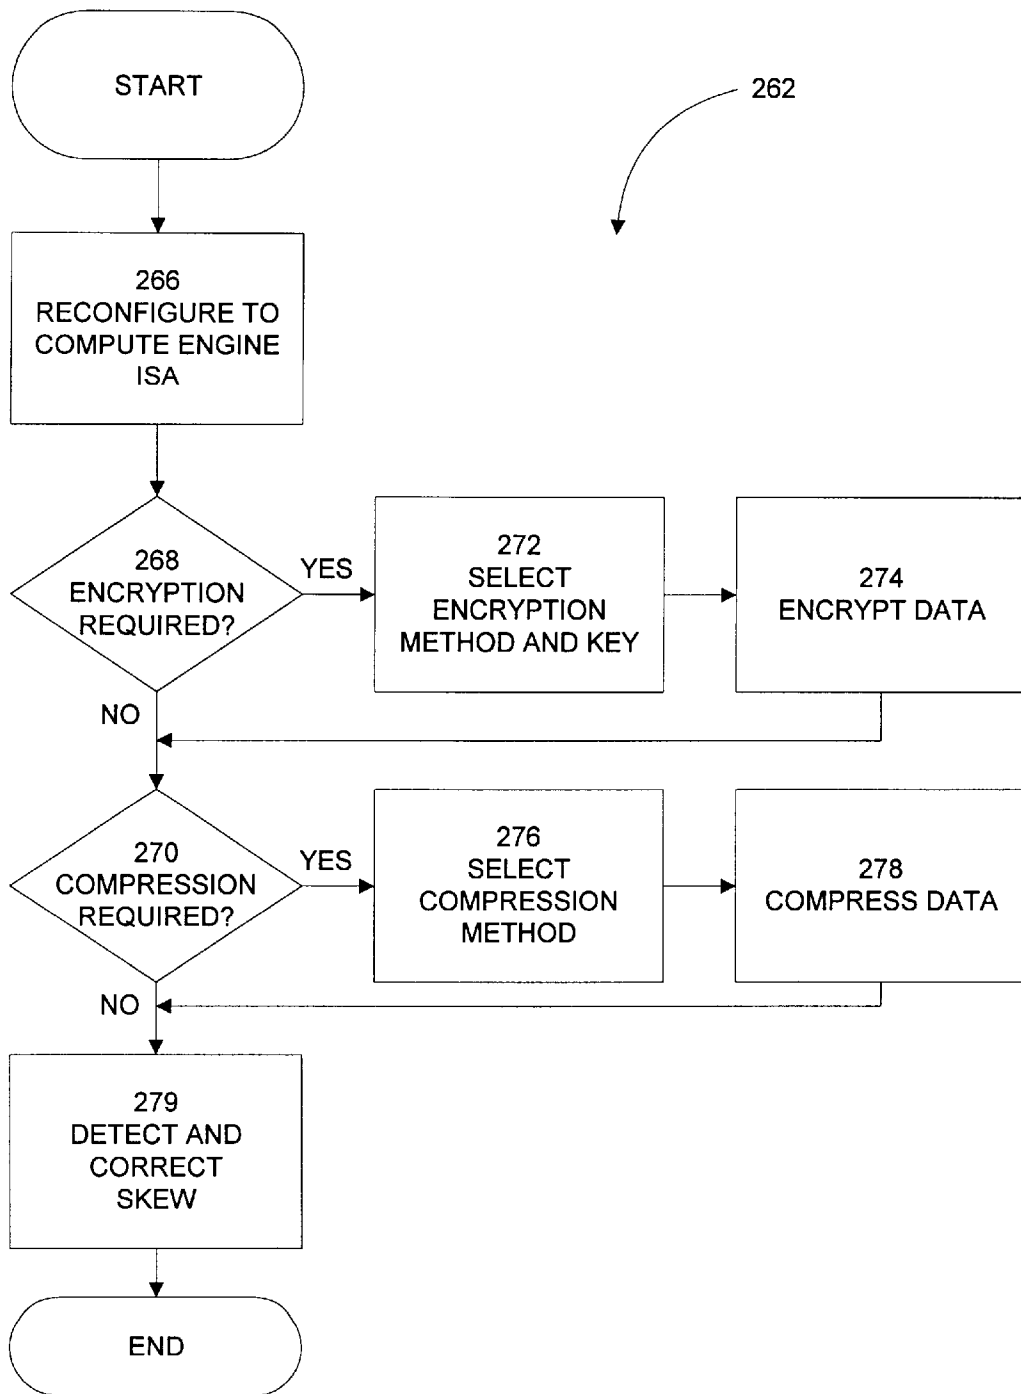 START
262
266
RECONFIGURE TO
COMPUTE ENGINE
ISA
268
ENCRYPTION
REQUIRED?
YES
272
SELECT
ENCRYPTION
METHOD AND KEY
274
ENCRYPT DATA
NO
270
COMPRESSION
REQUIRED?
YES
276
SELECT
COMPRESSION
METHOD
278
COMPRESS DATA
NO
279
DETECT AND
CORRECT
SKEW
END